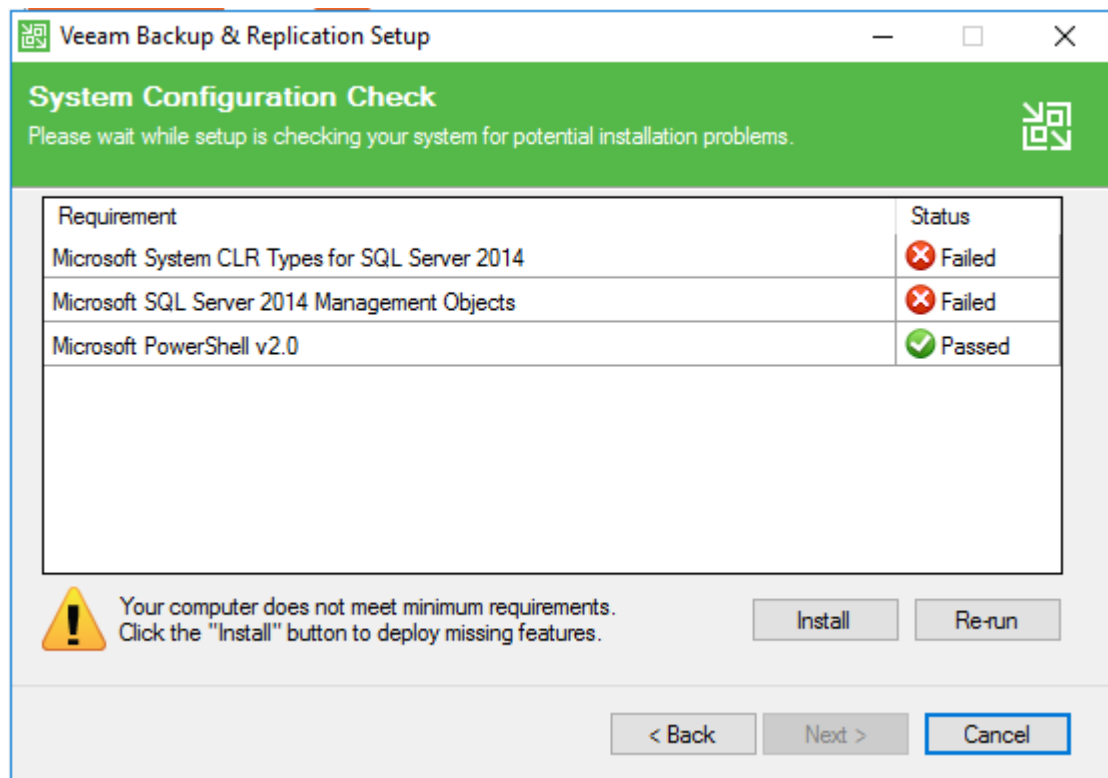 Veeam Backup & Replication Setup
System Configuration Check
Please wait while setup is checking your system for potential installation problems.
Requirement Status
Microsoft System CLR Types for SQL Server 2014 Failed
Microsoft SQL Server 2014 Management Objects Failed
Microsoft PowerShell v2.0 Passed
Your computer does not meet minimum requirements.
Click the "Install" button to deploy missing features.
Install Re-run
< Back Next > Cancel